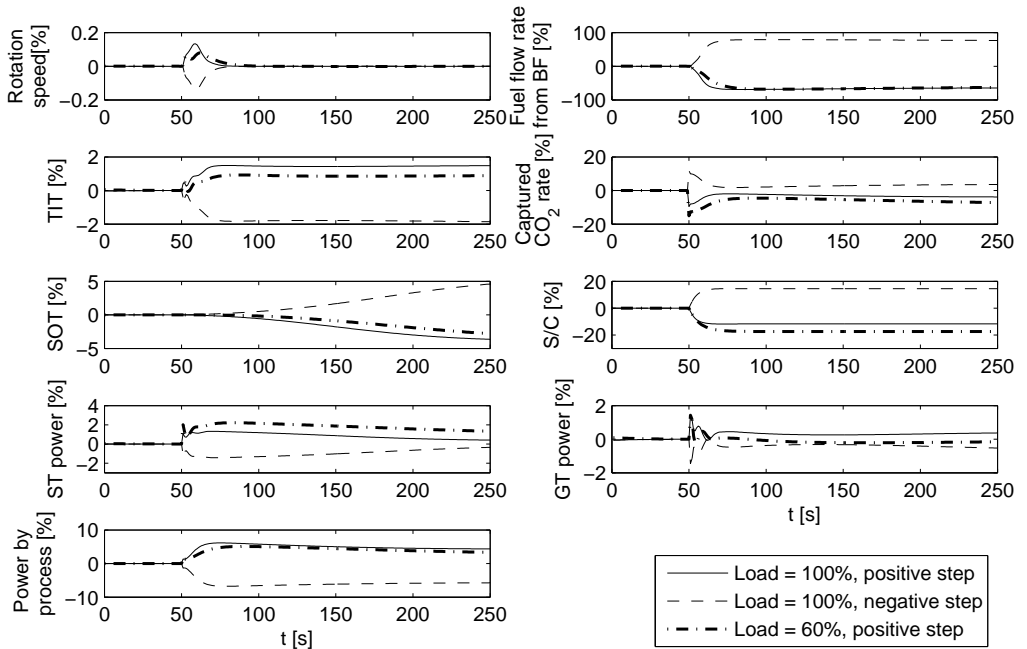 Rotation
speed[%]
0.2
0
−0.2
0 50 100 150 200 250
Fuel flow rate
from BF [%]
100
0
−100
0 50 100 150 200 250
TIT [%]
2
0
−2
0 50 100 150 200 250
Captured
CO2 rate [%]
20
0
−20
0 50 100 150 200 250
SOT [%]
5
0
−5
0 50 100 150 200 250
S/C [%]
20
0
−20
0 50 100 150 200 250
ST power [%]
4
2
0
−2
0 50 100 150 200 250
GT power [%]
2
0
−2
0 50 100 150 200 250
t [s]
Power by
process [%]
10
0
−10
0 50 100 150 200 250
t [s]
Load = 100%, positive step
Load = 100%, negative step
Load = 60%, positive step